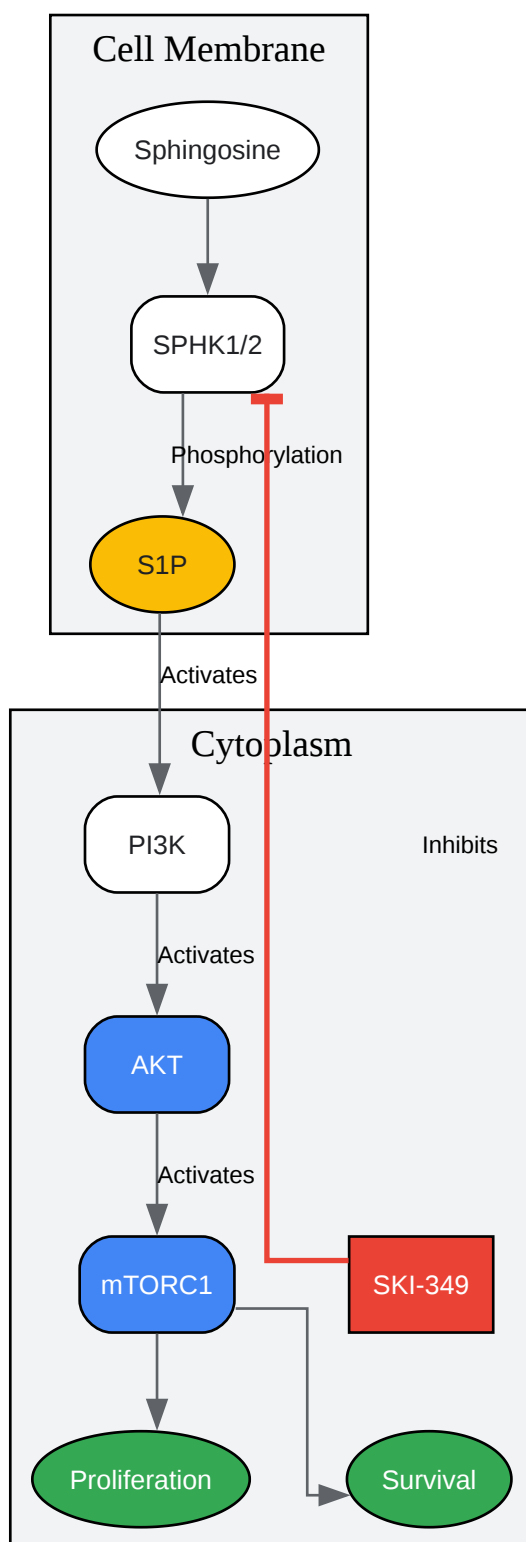 Cell Membrane
Sphingosine
SPHK1/2
Phosphorylation
S1P
Activates
Cytoplasm
PI3K
Inhibits
Activates
AKT
Activates
mTORC1
SKI-349
Proliferation
Survival